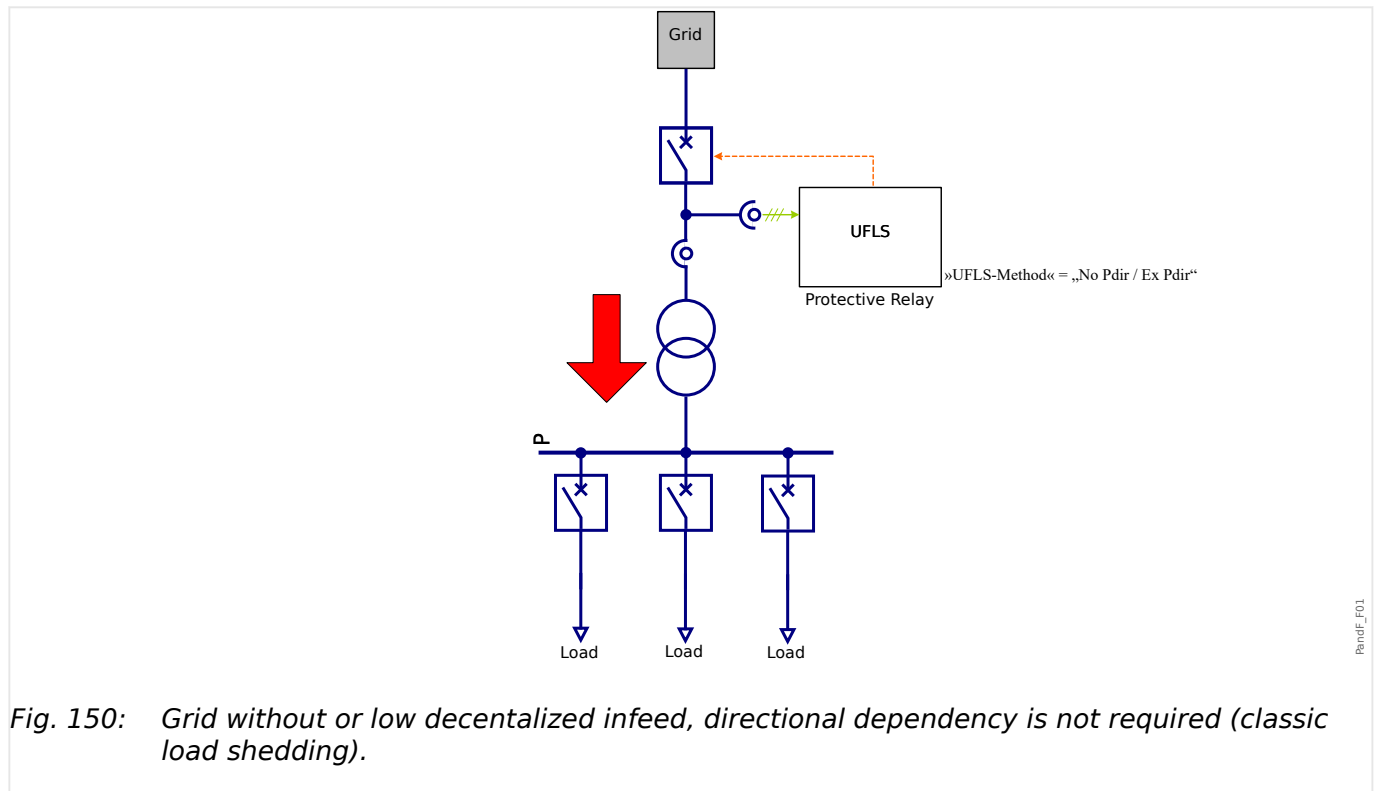 Grid
UFLS
»UFLS-Method« = „No Pdir / Ex Pdir“
Protective Relay
P
Load
Load
Load
PandF_F01
Fig. 150: Grid without or low decentalized infeed, directional dependency is not required (classic
load shedding).